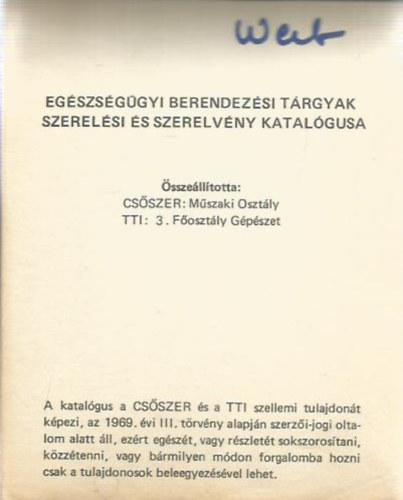 Wert
EGÉSZSÉGÜGYI BERENDEZÉSI TÁRGYAK
SZERELÉSI ÉS SZERELVÉNY KATALÓGUSA
Összeállította:
CSŐSZER: Műszaki Osztály
TTI: 3. Főosztály Gépészet
A katalógus a CSŐSZER és a TTI szellemi tulajdonát
képezi, az 1969. évi III. törvény alapján szerzői-jogi olta-
lom alatt áll, ezért egészét, vagy részletét sokszorosítani,
közzétenni, vagy bármilyen módon forgalomba hozni
csak a tulajdonosok beleegyezésével lehet.